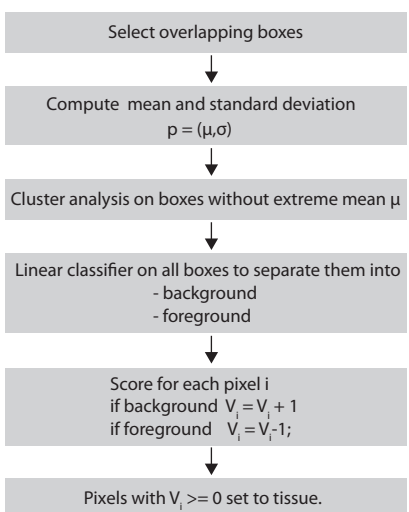 Select overlapping boxes
Compute mean and standard deviation
p = (μ,σ)
Cluster analysis on boxes without extreme mean μ
Linear classifier on all boxes to separate them into
- background
- foreground
Score for each pixel i
if background V_i = V_i + 1
if foreground V_i = V_i-1;
Pixels with V_i >= 0 set to tissue.